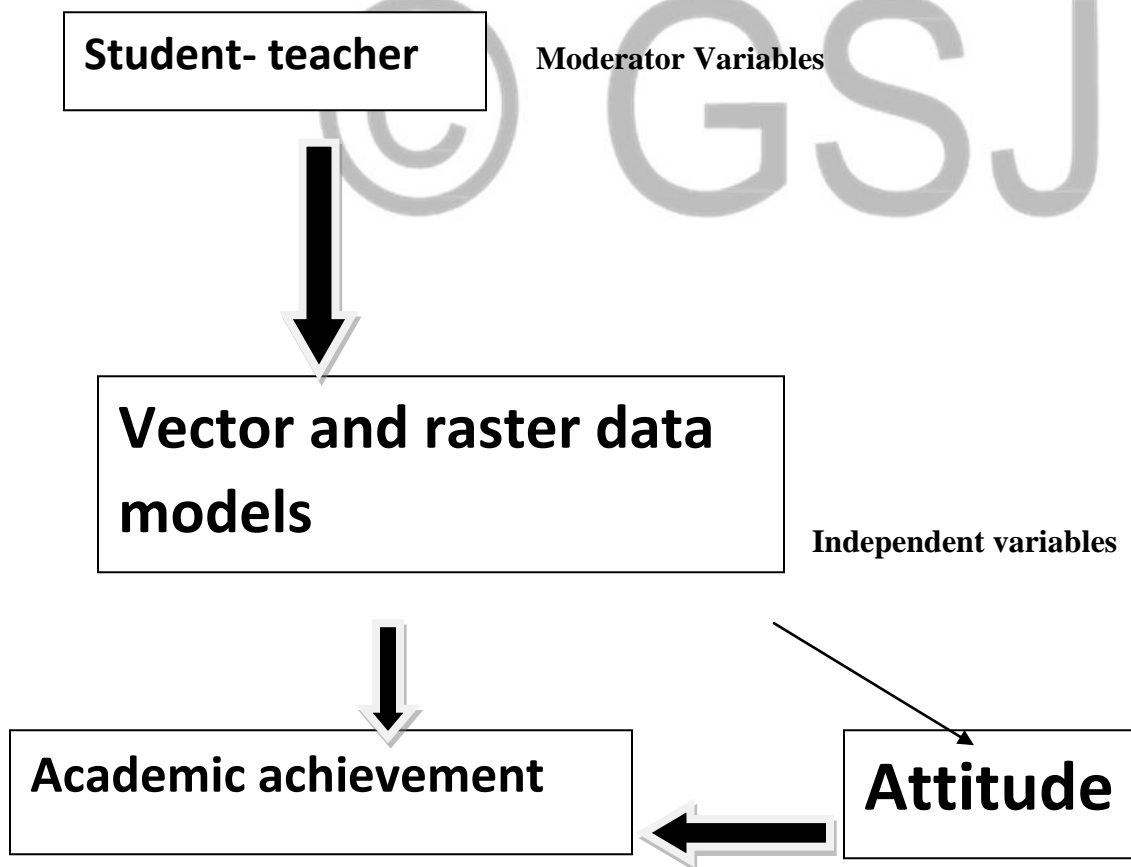 © GSJ
Student- teacher
Moderator Variables
Vector and raster data
models
Independent variables
Academic achievement
Attitude